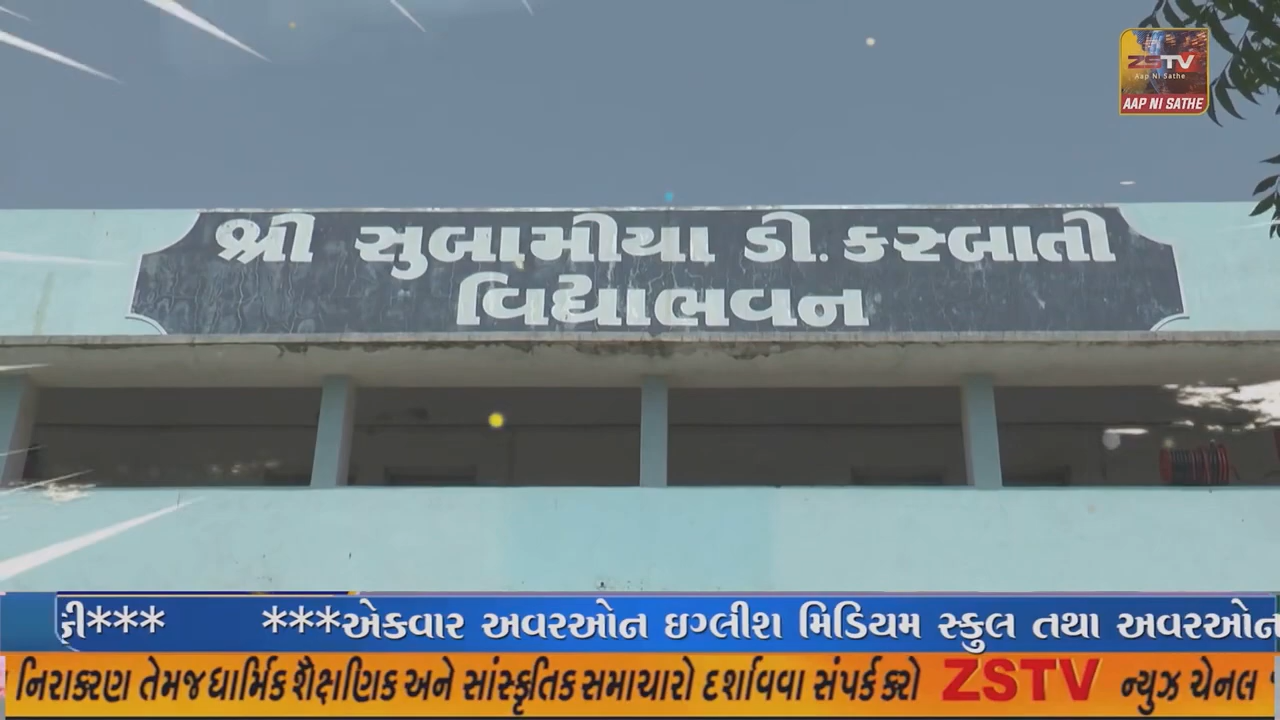 ZSTV
Aap Ni Sathe
AAP NI SATHE
શ્રી સુબામીયા ડી. કરબાતી
વિદ્યાભવન
ફી*** ***એકવાર અવરઓન ઇગ્લીશ મિડિયમ સ્કુલ તથા અવરઓન
નિરાકરણ તેમજ ધાર્મિક શૈક્ષણિક અને સાંસ્કૃતિક સમાચારો દર્શાવવા સંપર્ક કરો ZSTV ન્યુઝ ચેનલ